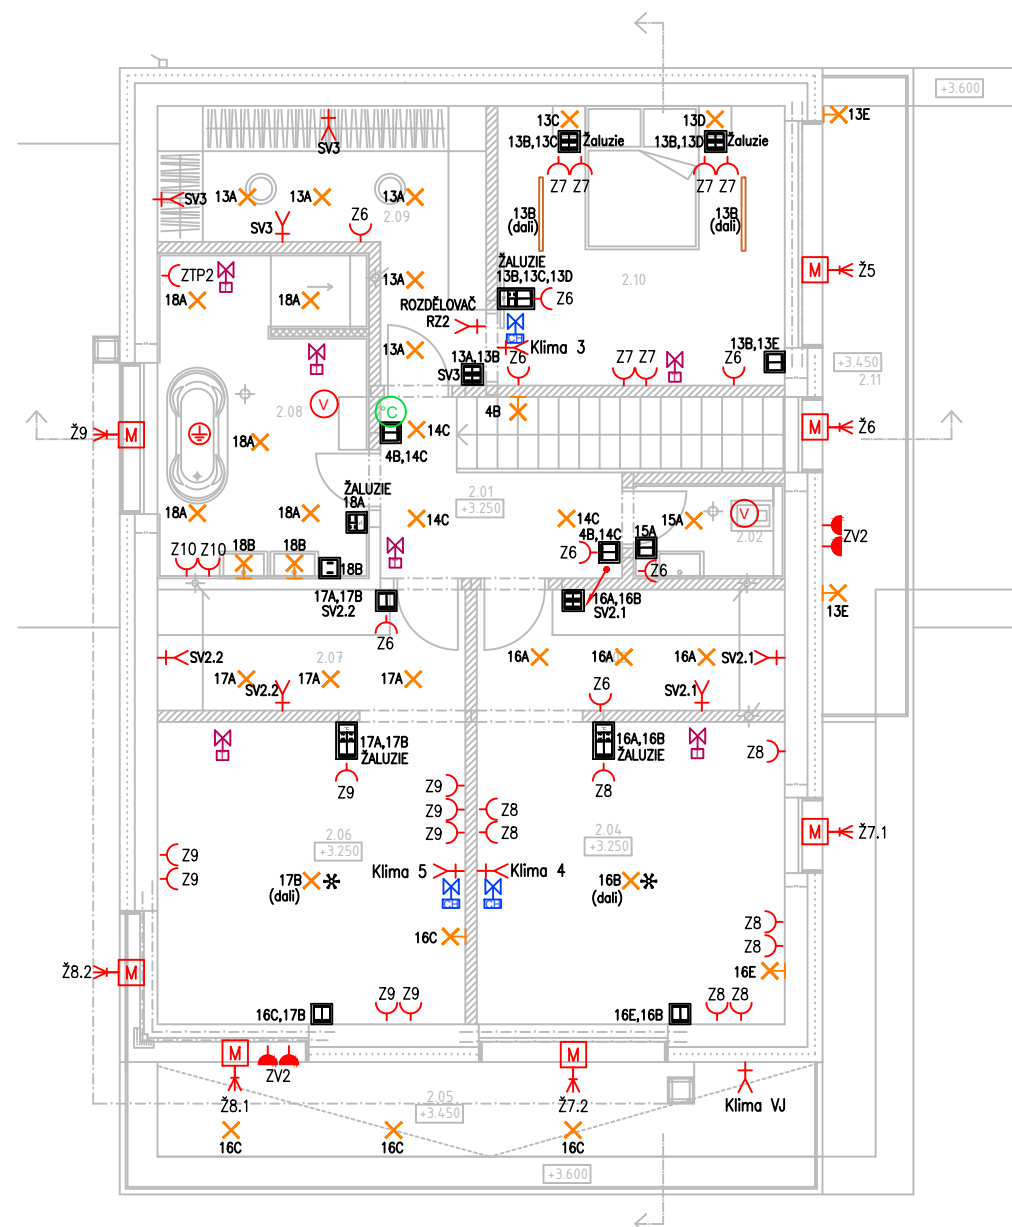 +3.600
13C
13D
13E
13B,13C
Žaluzie
13B,13D
Žaluzie
SV3
Z7
Z7
Z7
Z7
SV3
13A
13A
13A
13B
(dali)
13B
(dali)
2.09
SV3
Z6
ZTP2
ŽALUZIE
13B,13C,13D
M
Ž5
18A
18A
13A
2.10
Z6
ROZDĚLOVAČ
RZ2
CH
Klima 3
13B,13E
13A
13A,13B
Z6
Z7
Z7
Z6
+3.450
2.11
SV3
V
2.08
°C
4B
Ž9
M
18A
14C
M
Ž6
4B,14C
ŽALUZIE
18A
2.01
+3.250
18A
18A
14C
14C
15A
V
2.02
15A
4B,14C
ZV2
Z10
Z10
18B
18B
Z6
18B
Z6
17A,17B
SV2.2
16A,16B
SV2.1
13E
Z6
SV2.2
2.07
16A
16A
16A
SV2.1
17A
SV2.2
17A
17A
Z6
SV2.1
17A,17B
ŽALUZIE
16A,16B
ŽALUZIE
Z8
Z9
Z9
Z8
Z9
Z8
Z9
Z8
2.06
+3.250
2.04
+3.250
M
Ž7.1
Z9
Z9
Klima 5
Klima 4
17B
(dali)
16B
(dali)
CH
CH
16C
Z8
Z8
Ž8.2
M
16E
16C,17B
Z9
Z9
16E,16B
Z8
Z8
M
M
ZV2
Ž8.1
2.05
+3.450
Ž7.2
Klima VJ
16C
16C
16C
+3.600